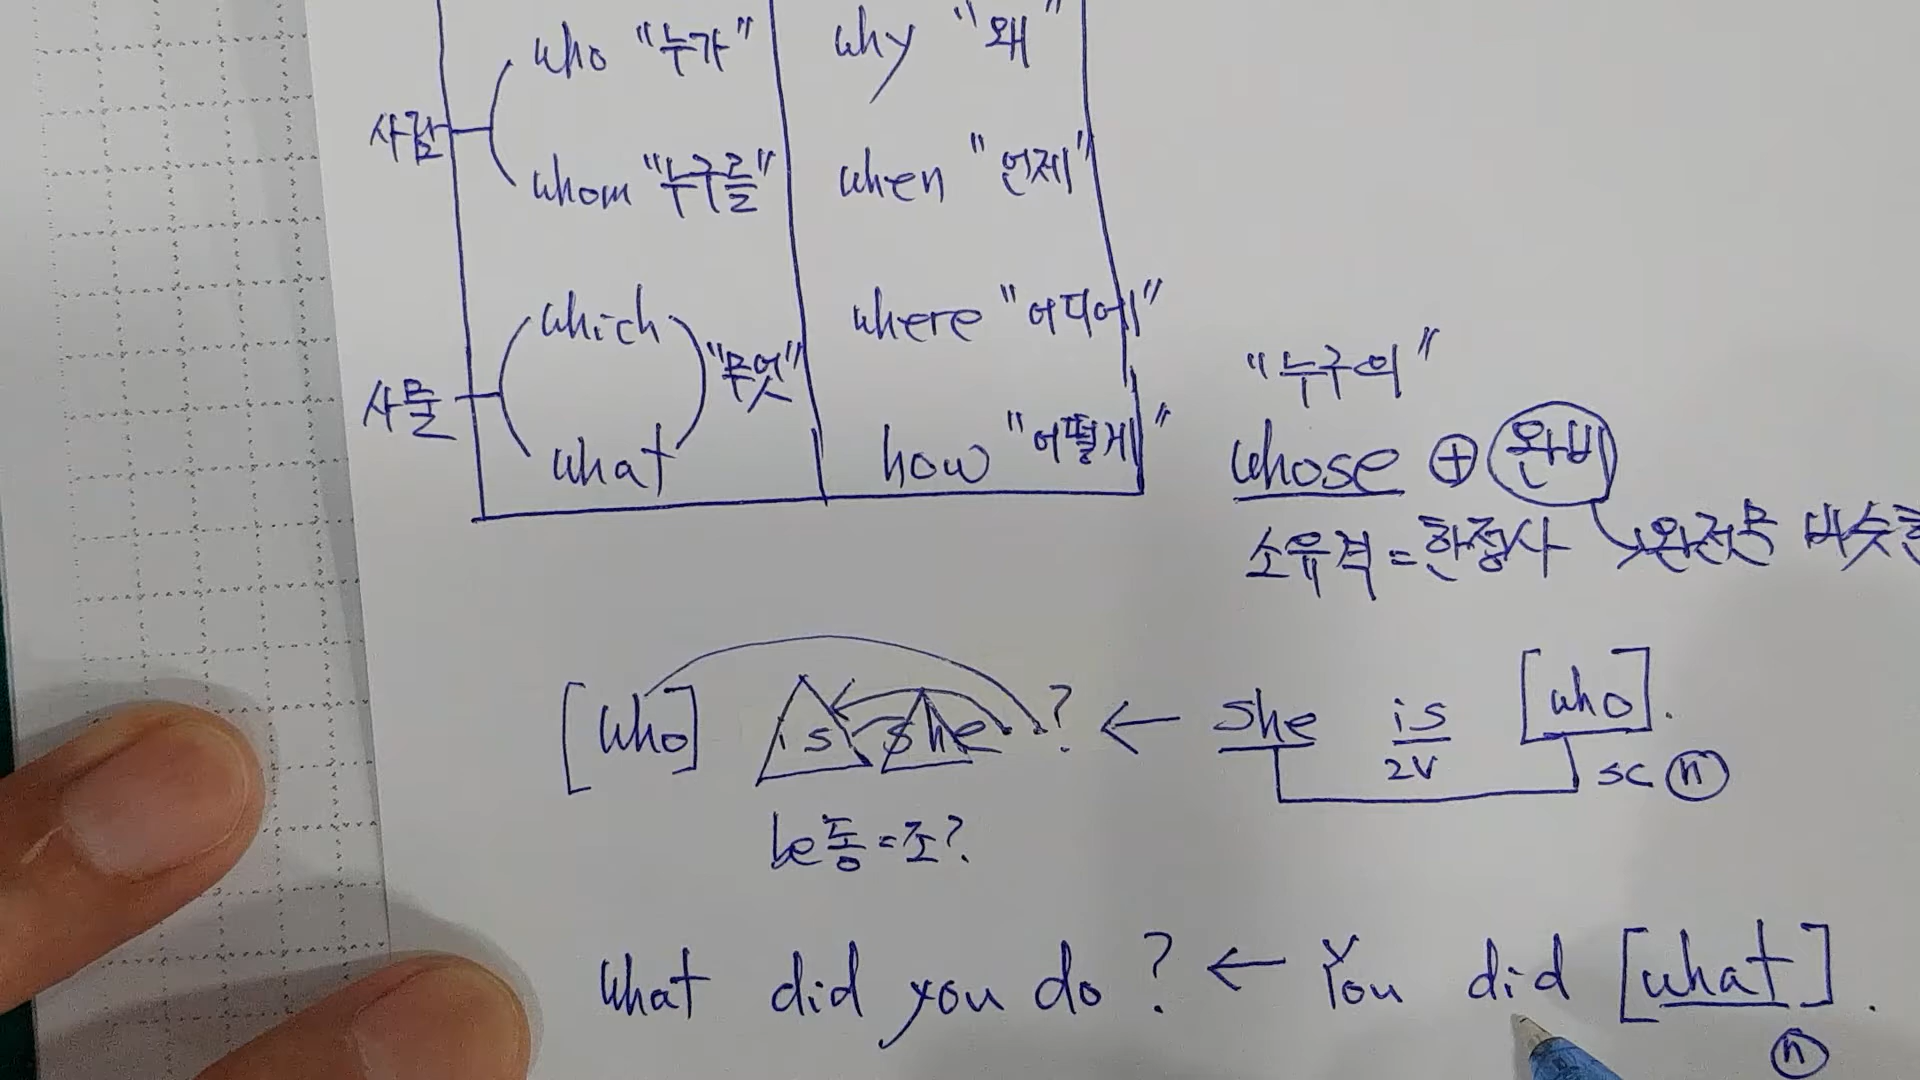 who "누가" why "왜"
사람
whom "누구를" when "언제"
which where "어디에"
"무엇"
사물
what how "어떻게"
"누구의"
whose ⊕ 완비
소유격 = 한정사 완전은 비슷한
[who] is she ? ← she is [who].
2V SC ⓝ
be동=조?
What did you do ? ← You did [what].
ⓝ